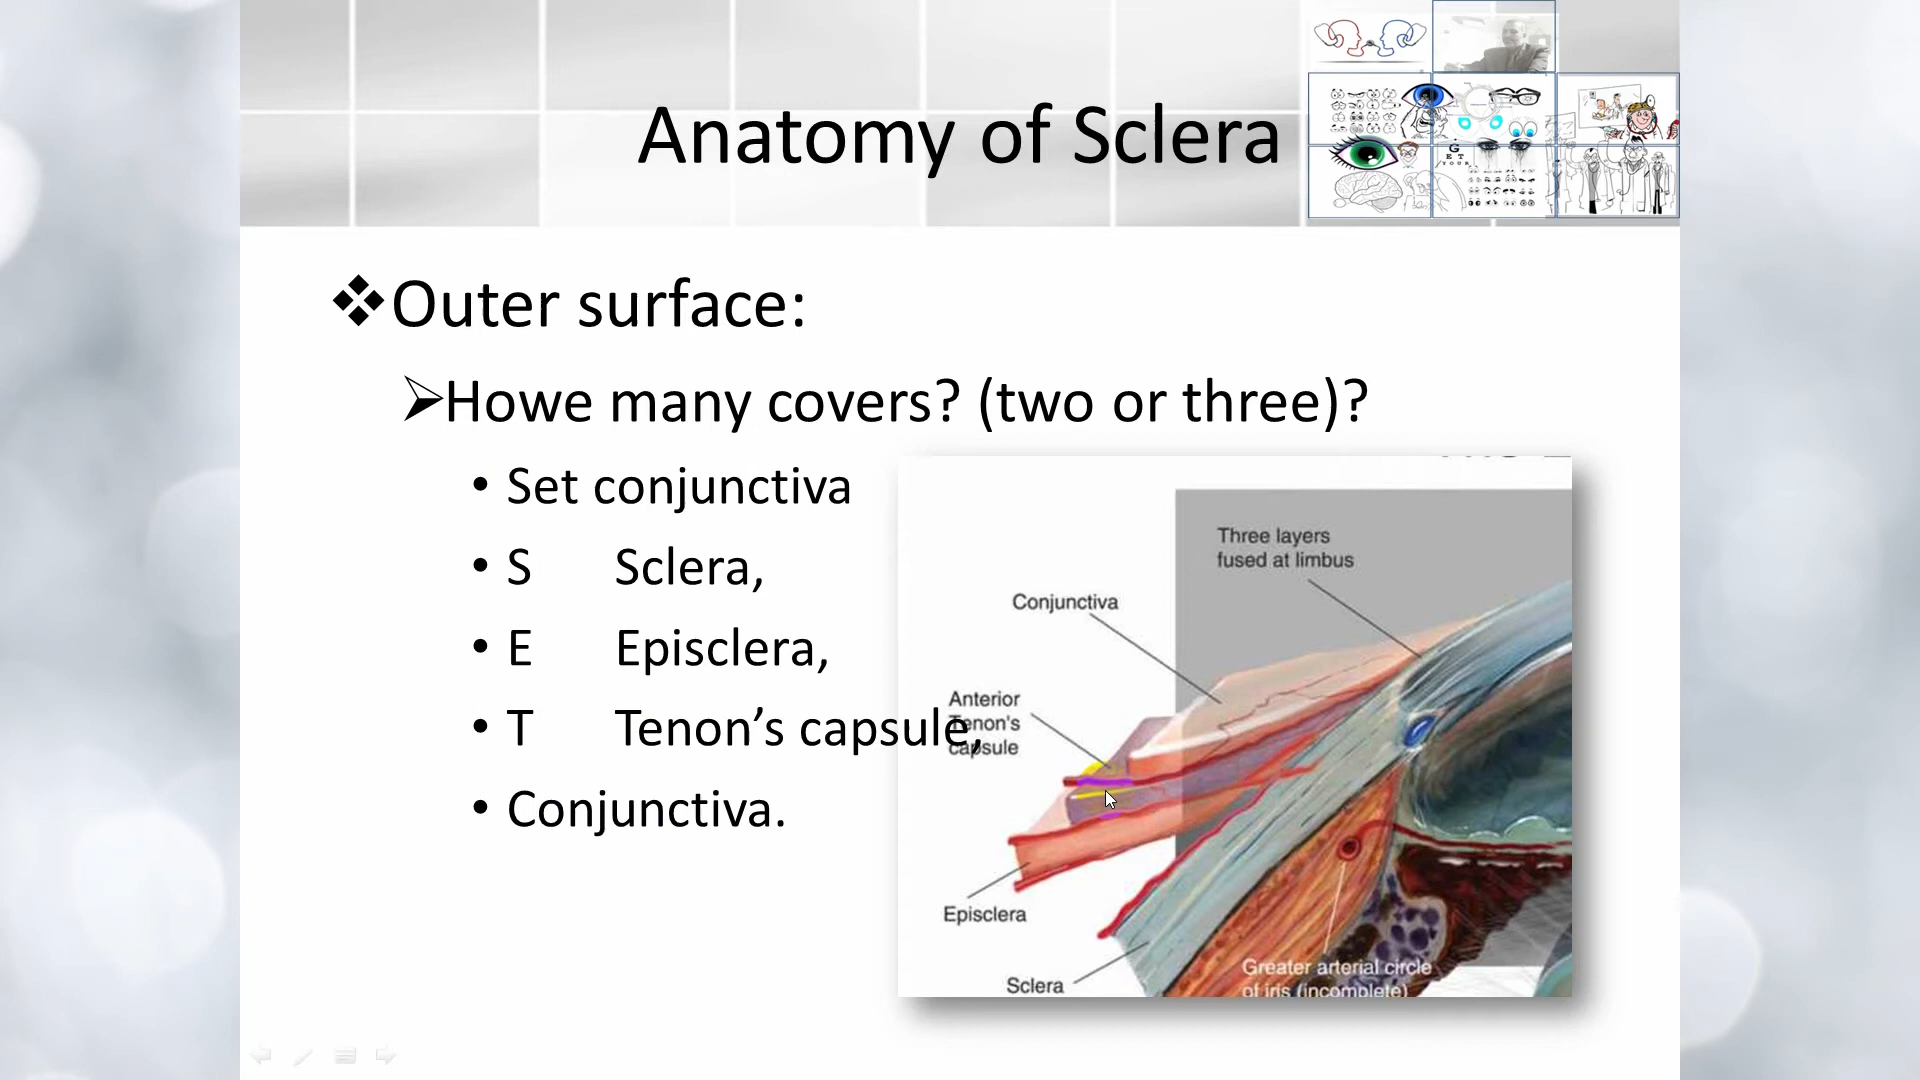 Anatomy of Sclera
G
E T
Y O U R
❖Outer surface:
➢Howe many covers? (two or three)?
• Set conjunctiva
• S Sclera,
• E Episclera,
• T Tenon’s capsule,
• Conjunctiva.
Three layers
fused at limbus
Conjunctiva
Anterior
Tenon's
capsule
Episclera
Sclera
Greater arterial circle
of iris (incomplete)